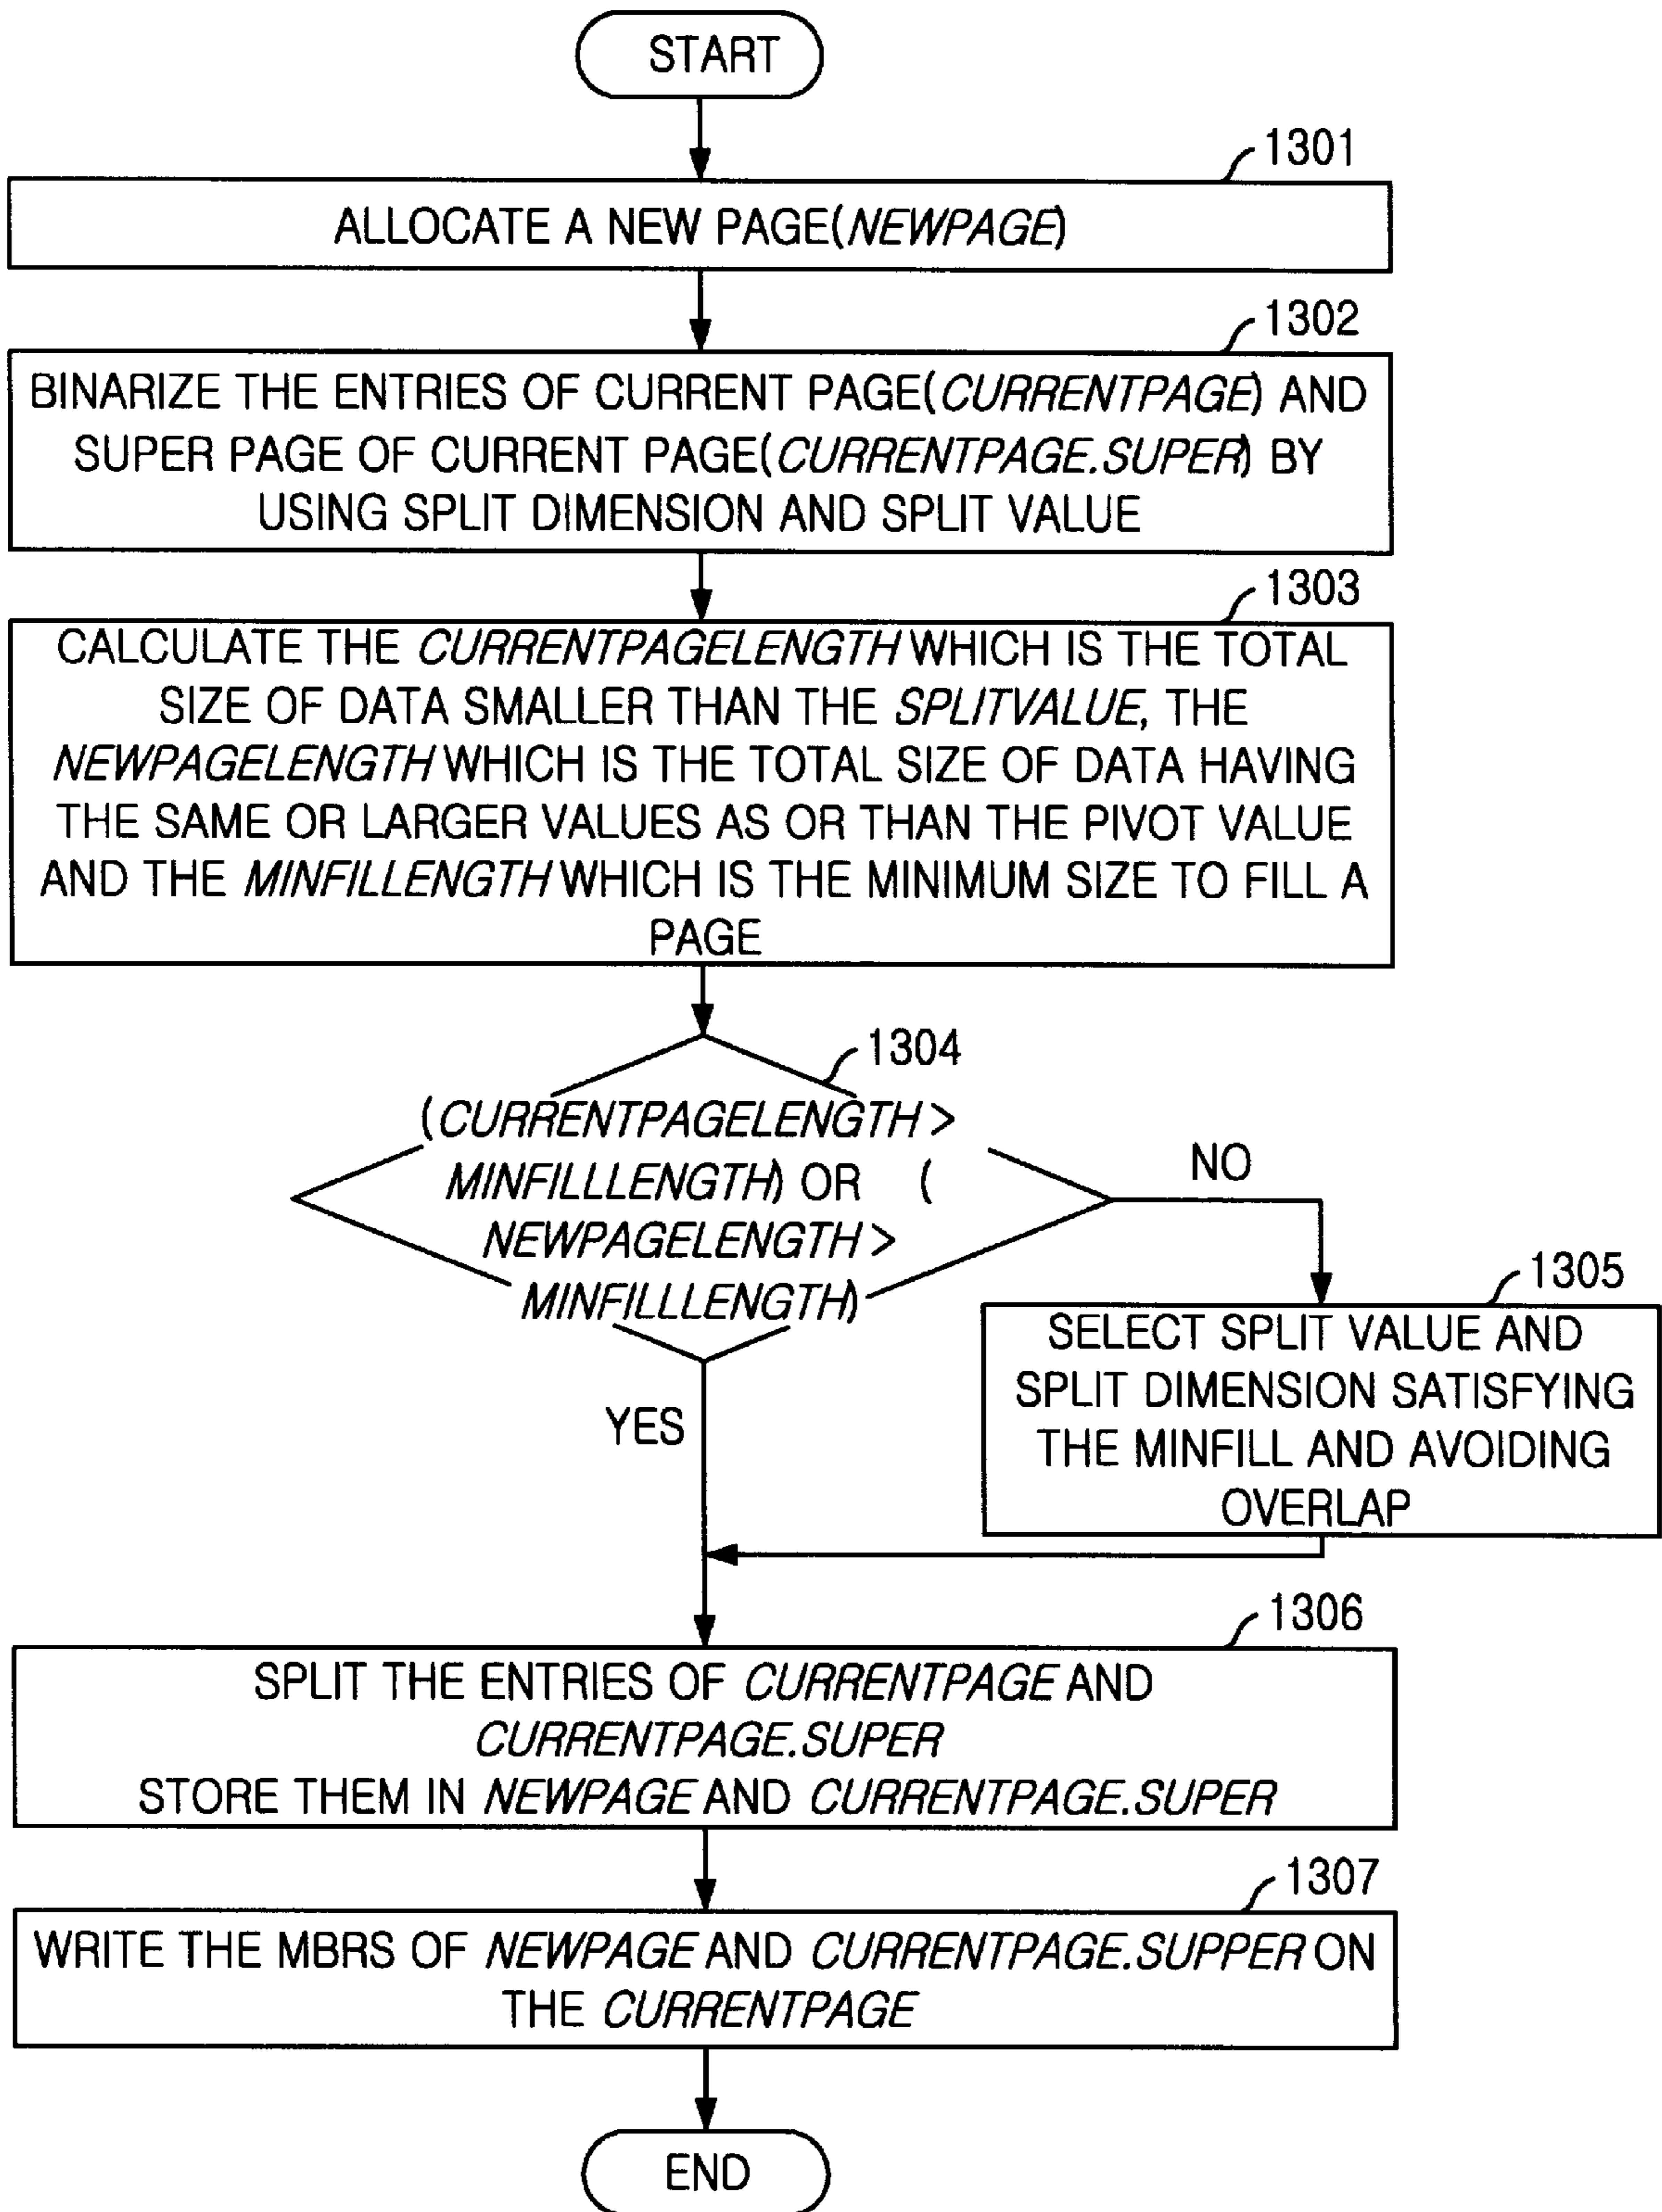 START
1301
ALLOCATE A NEW PAGE(NEWPAGE)
1302
BINARIZE THE ENTRIES OF CURRENT PAGE(CURRENTPAGE) AND
SUPER PAGE OF CURRENT PAGE(CURRENTPAGE.SUPER) BY
USING SPLIT DIMENSION AND SPLIT VALUE
1303
CALCULATE THE CURRENTPAGELENGTH WHICH IS THE TOTAL
SIZE OF DATA SMALLER THAN THE SPLITVALUE, THE
NEWPAGELENGTH WHICH IS THE TOTAL SIZE OF DATA HAVING
THE SAME OR LARGER VALUES AS OR THAN THE PIVOT VALUE
AND THE MINFILLENGTH WHICH IS THE MINIMUM SIZE TO FILL A
PAGE
1304
(CURRENTPAGELENGTH >
MINFILLLENGTH) OR (
NEWPAGELENGTH >
MINFILLLENGTH)
NO
YES
1305
SELECT SPLIT VALUE AND
SPLIT DIMENSION SATISFYING
THE MINFILL AND AVOIDING
OVERLAP
1306
SPLIT THE ENTRIES OF CURRENTPAGE AND
CURRENTPAGE.SUPER
STORE THEM IN NEWPAGE AND CURRENTPAGE.SUPER
1307
WRITE THE MBRS OF NEWPAGE AND CURRENTPAGE.SUPPER ON
THE CURRENTPAGE
END